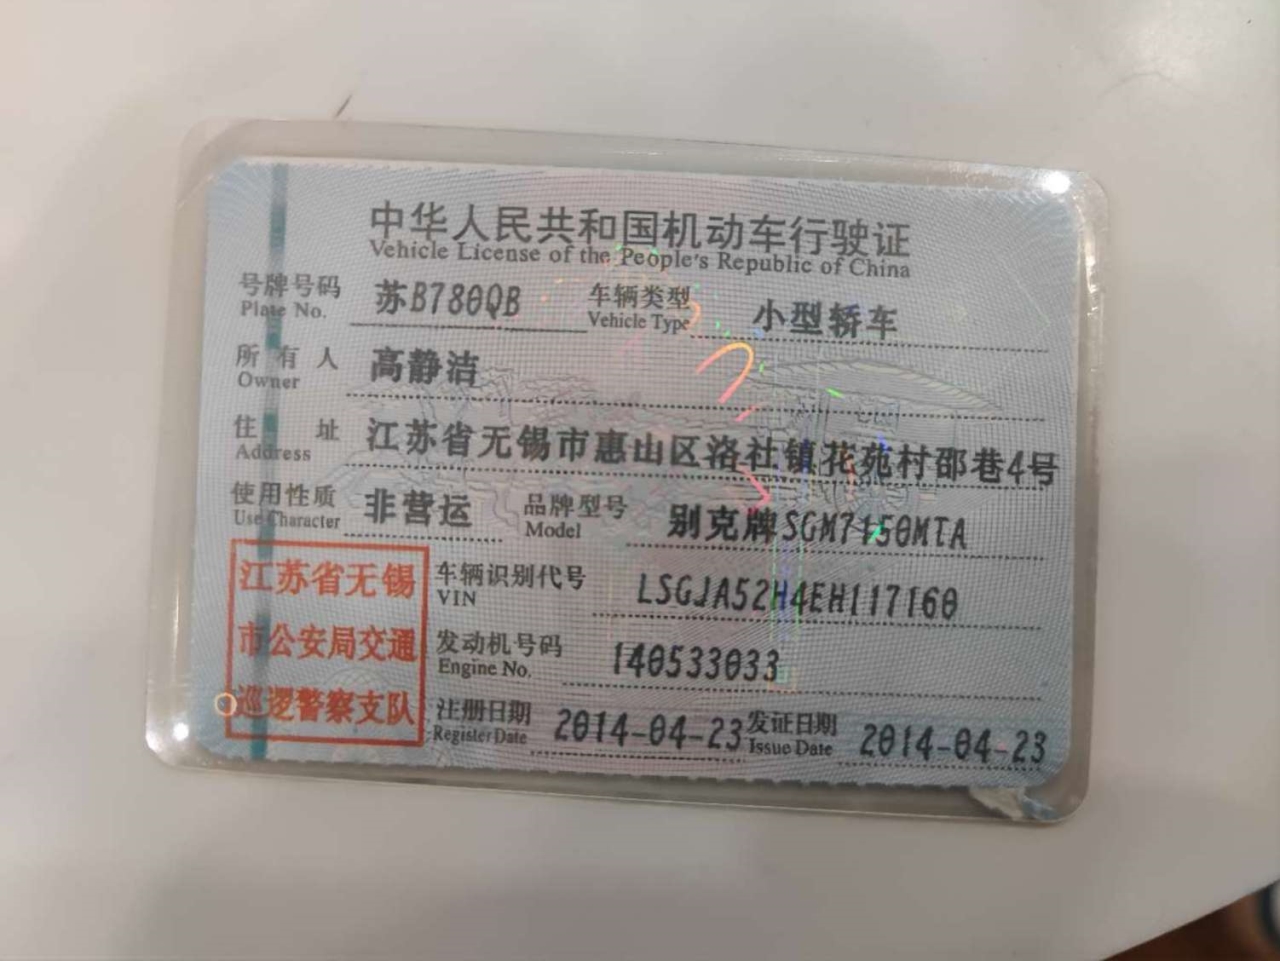 中华人民共和国机动车行驶证
Vehicle License of the People's Republic of China
号牌号码 苏B780QB 车辆类型 小型轿车
Plate No. Vehicle Type
所有人 高静洁
Owner
住址 江苏省无锡市惠山区洛社镇花苑村邵巷4号
Address
使用性质 非营运 品牌型号 别克牌SGM7150MTA
Use Character Model
江苏省无锡
市公安局交通
巡逻警察支队
车辆识别代号 LSGJA52H4EH117160
VIN
发动机号码 140533033
Engine No.
注册日期 2014-04-23 发证日期 2014-04-23
Register Date Issue Date